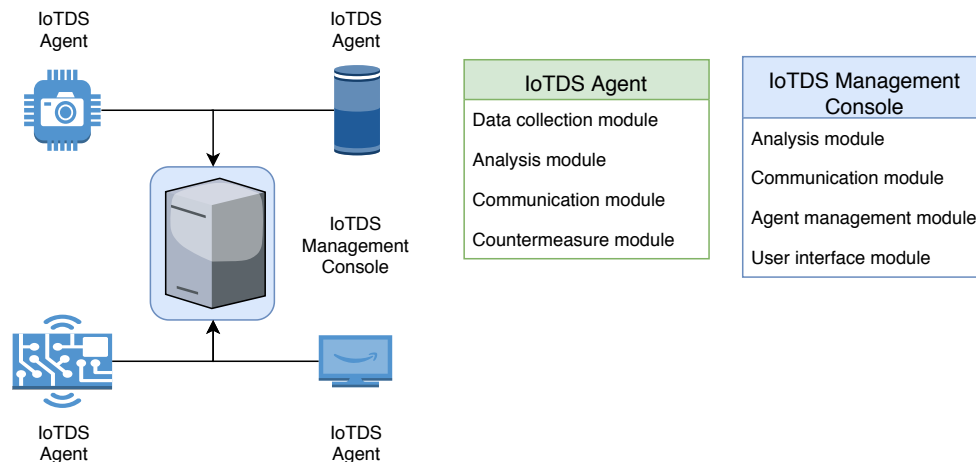 IoTDS
Agent
IoTDS
Agent
IoTDS
Management
Console
IoTDS
Agent
IoTDS
Agent
IoTDS Agent
Data collection module
Analysis module
Communication module
Countermeasure module
IoTDS Management
Console
Analysis module
Communication module
Agent management module
User interface module